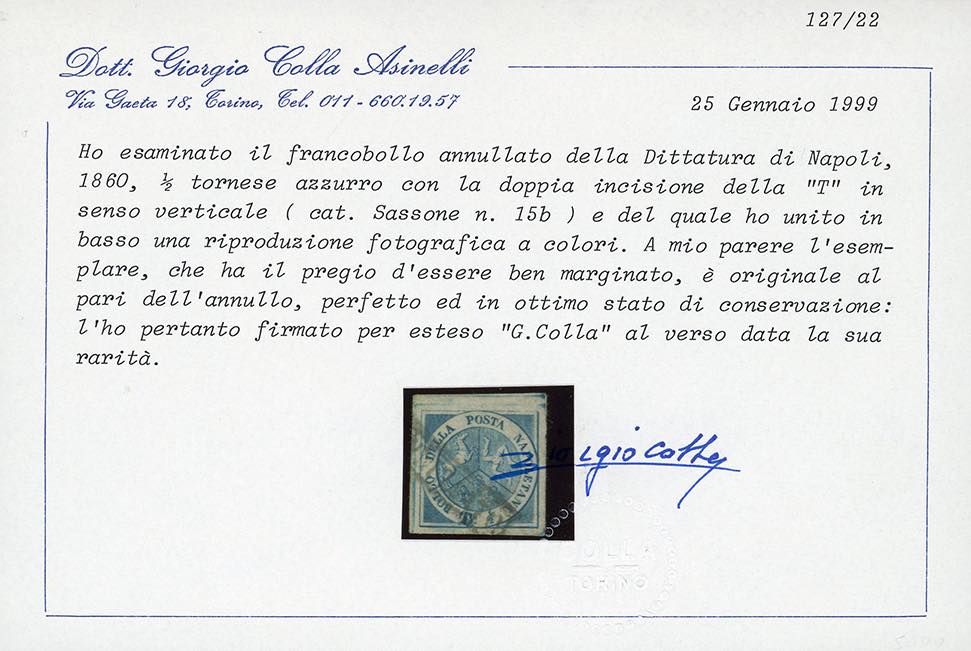 127/22
Dott. Giorgio Colla Asinelli
Via Gaeta 18, Torino, Tel. 011-660.19.57
25 Gennaio 1999
Ho esaminato il francobollo annullato della Dittatura di Napoli,
1860, ½ tornese azzurro con la doppia incisione della "T" in
senso verticale ( cat. Sassone n. 15b ) e del quale ho unito in
basso una riproduzione fotografica a colori. A mio parere l'esem-
plare, che ha il pregio d'essere ben marginato, è originale al
pari dell'annullo, perfetto ed in ottimo stato di conservazione:
l'ho pertanto firmato per esteso "G.Colla" al verso data la sua
rarità.
BOLLO DELLA POSTA NA ETANA
Giorgio Colla
COLLA
TORINO